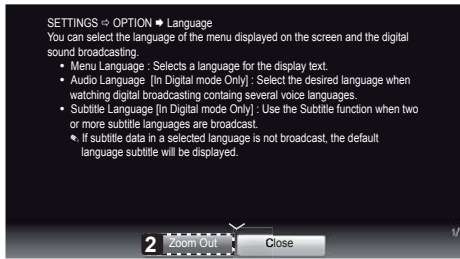 SETTINGS ⇨ OPTION ➡ Language
You can select the language of the menu displayed on the screen and the digital
sound broadcasting.
• Menu Language : Selects a language for the display text.
• Audio Language [In Digital mode Only] : Select the desired language when
watching digital broadcasting containg several voice languages.
• Subtitle Language [In Digital mode Only] : Use the Subtitle function when two
or more subtitle languages are broadcast.
✎ If subtitle data in a selected language is not broadcast, the default
language subtitle will be displayed.
1/
2 Zoom Out Close